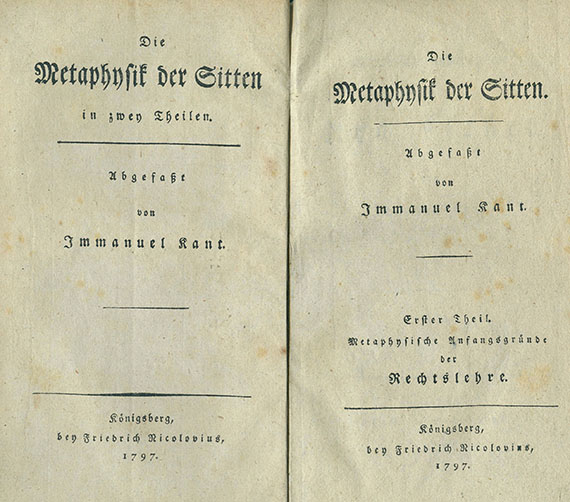 Die
Metaphysik der Sitten
in zwey Theilen.
Abgefaßt
von
Immanuel Kant.
Königsberg,
bey Friedrich Nicolovius,
1797.
Die
Metaphysik der Sitten.
Abgefaßt
von
Immanuel Kant.
Erster Theil.
Metaphysische Anfangsgründe
der
Rechtslehre.
Königsberg,
bey Friedrich Nicolovius,
1797.